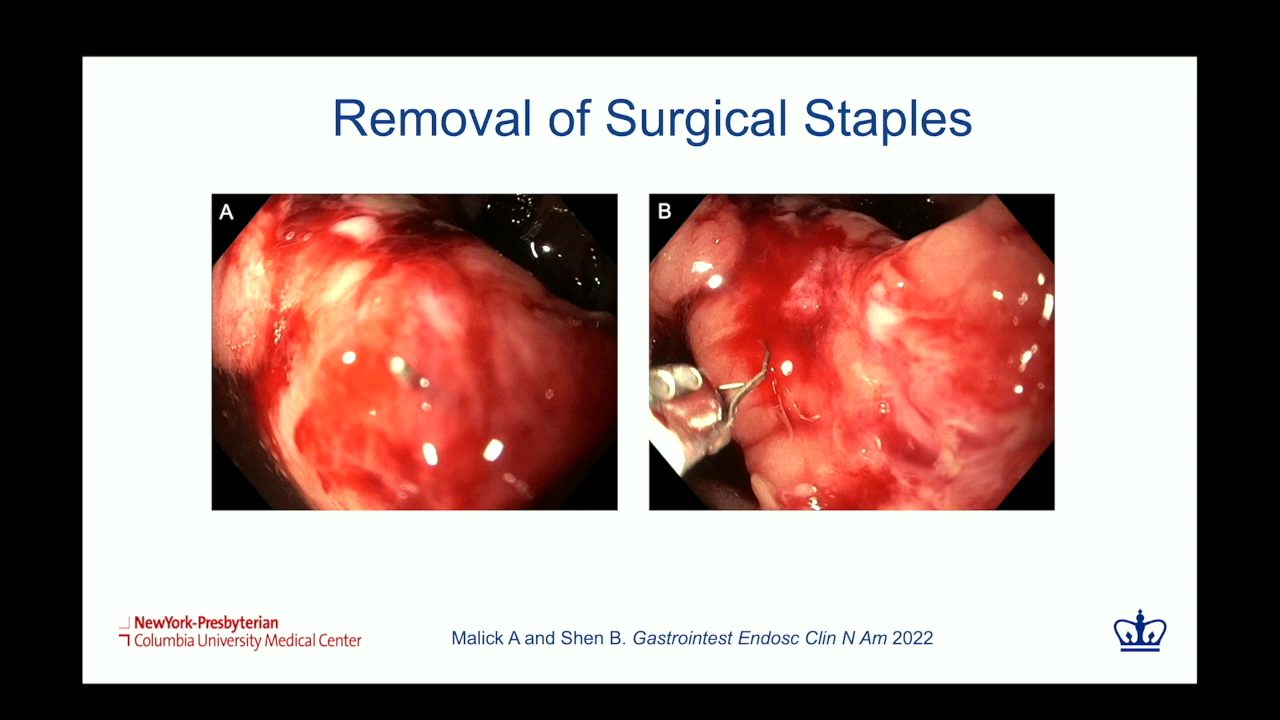 Removal of Surgical Staples
A
B
NewYork-Presbyterian
Columbia University Medical Center
Malick A and Shen B. Gastrointest Endosc Clin N Am 2022